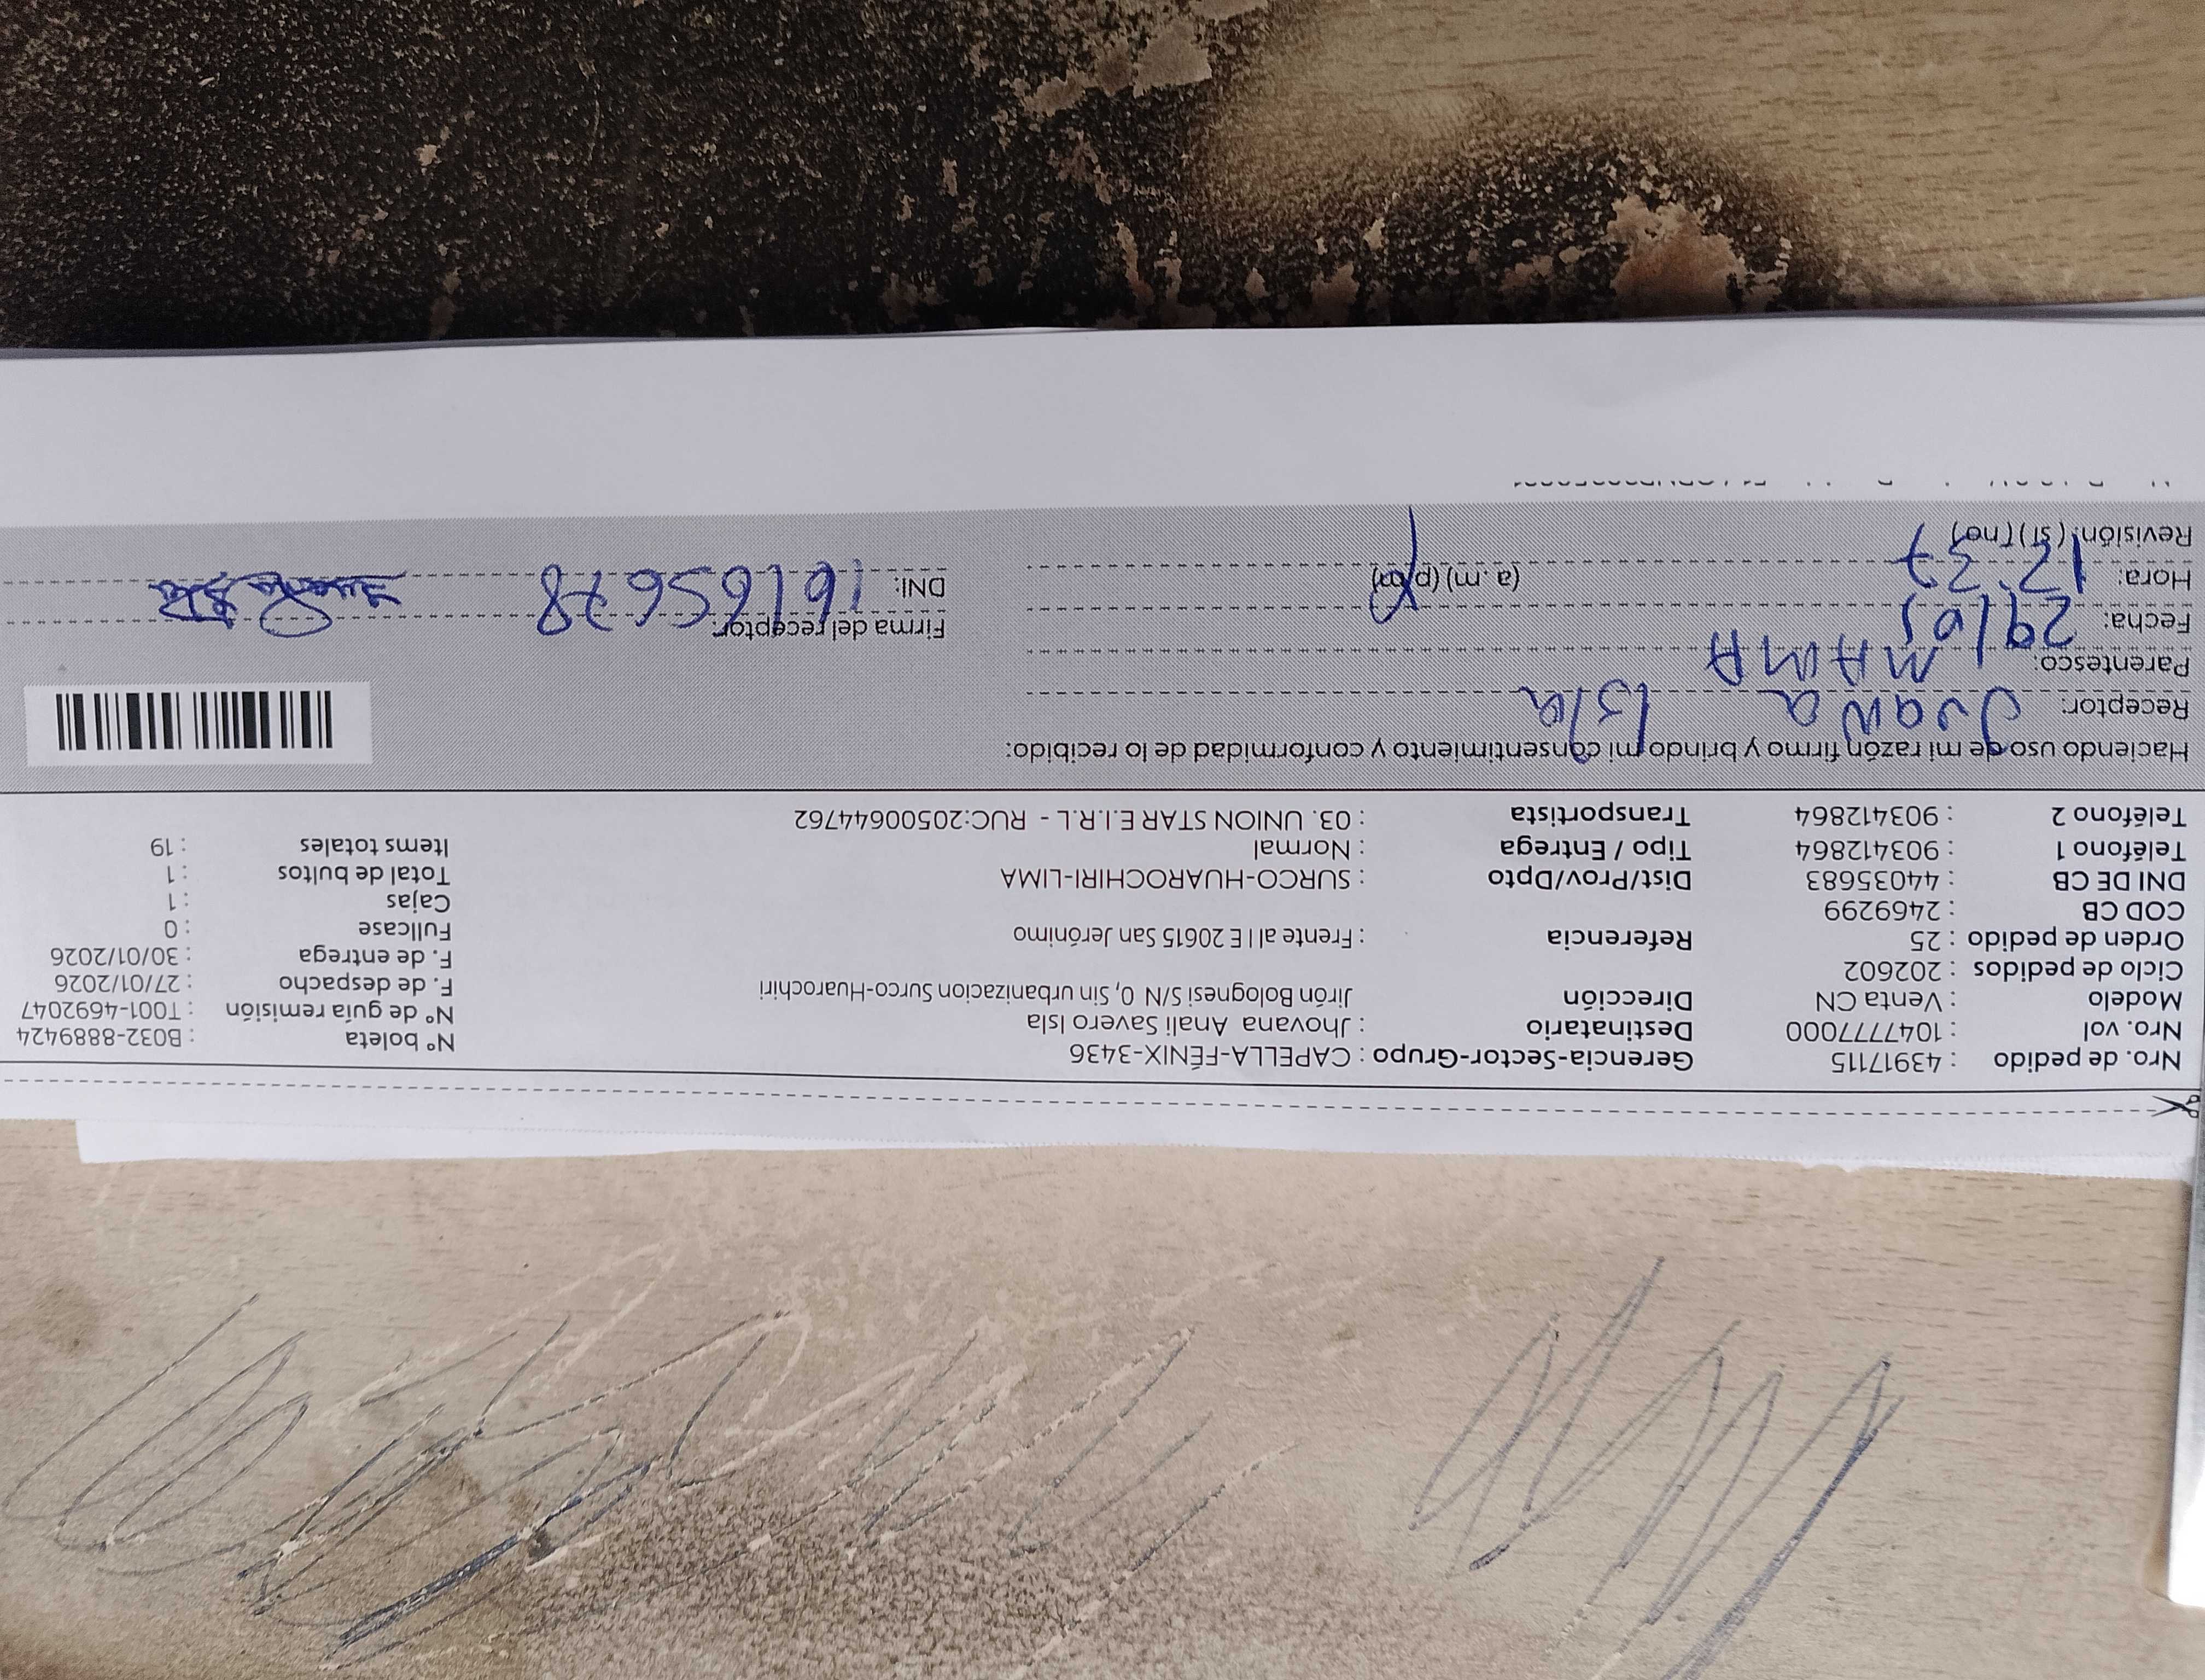 Nro. de pedido : 43917115 Gerencia-Sector-Grupo : CAPELLA-FÉNIX-3436 N° boleta : B032-8889424
Nro. vol : 1047777000 Destinatario : Jhovana Anali Savero Isla N° de guía remisión : T001-4692047
Modelo : Venta CN Dirección Jirón Bolognesi S/N 0, Sin urbanizacion Surco-Huarochiri F. de despacho : 27/01/2026
Ciclo de pedidos : 202602 F. de entrega : 30/01/2026
Orden de pedido : 25 Referencia : Frente al I E 20615 San Jerónimo Fullcase : 0
COD CB : 2469299 Cajas : 1
DNI DE CB : 44035683 Dist/Prov/Dpto : SURCO-HUAROCHIRI-LIMA Total de bultos : 1
Teléfono 1 : 903412864 Tipo / Entrega : Normal Items totales : 19
Teléfono 2 : 903412864 Transportista : 03. UNION STAR E.I.R.L - RUC:20500644762
Haciendo uso de mi razón firmo y brindo mi consentimiento y conformidad de lo recibido:
Receptor: Juana Isla
Parentesco: MAMA
Fecha: 29/01 Firma del receptor:
Hora: 12:37 (a.m) (p.m) DNI: 16165678
Revisión: (sí) (no)